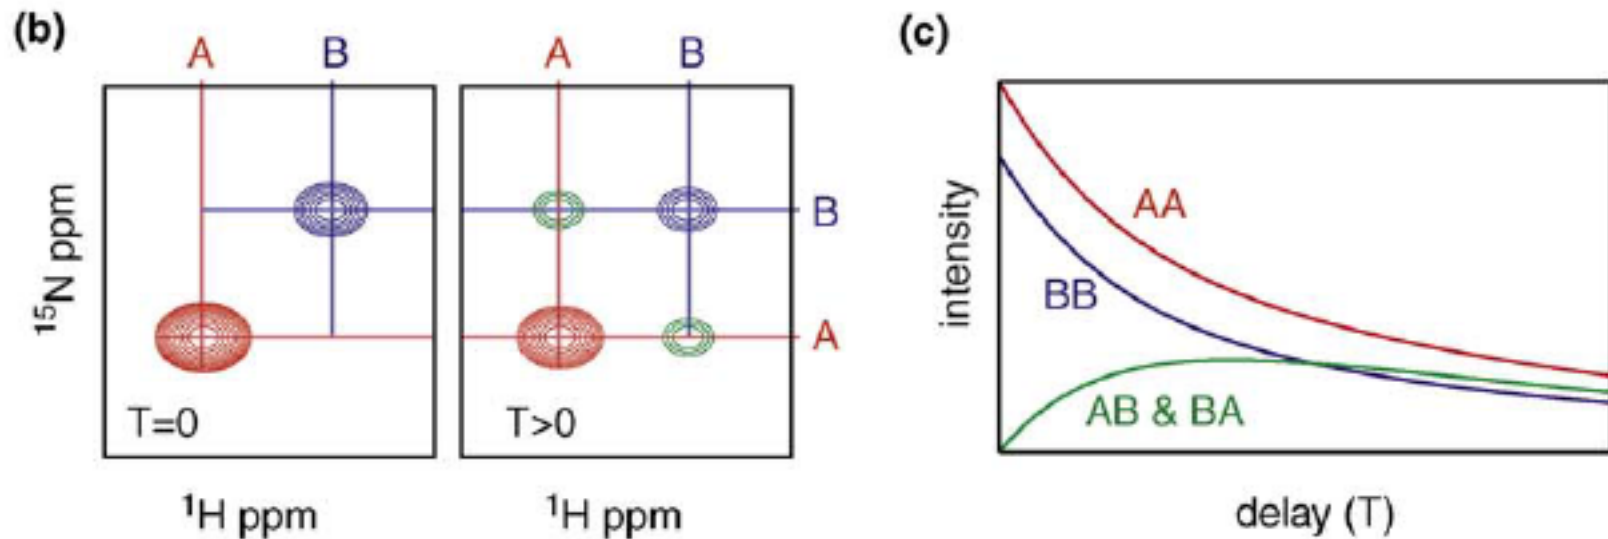 (b)
A B
A B
¹⁵N ppm
B
A
T=0
T>0
¹H ppm
¹H ppm
(c)
intensity
AA
BB
AB & BA
delay (T)